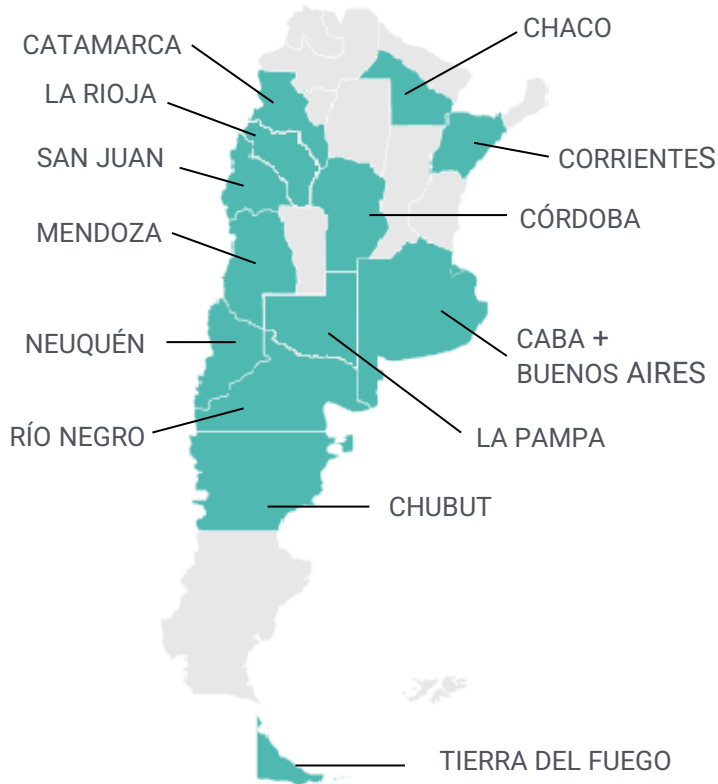 CATAMARCA
CHACO
LA RIOJA
SAN JUAN
CORRIENTES
MENDOZA
CÓRDOBA
NEUQUÉN
CABA +
BUENOS AIRES
RÍO NEGRO
LA PAMPA
CHUBUT
TIERRA DEL FUEGO